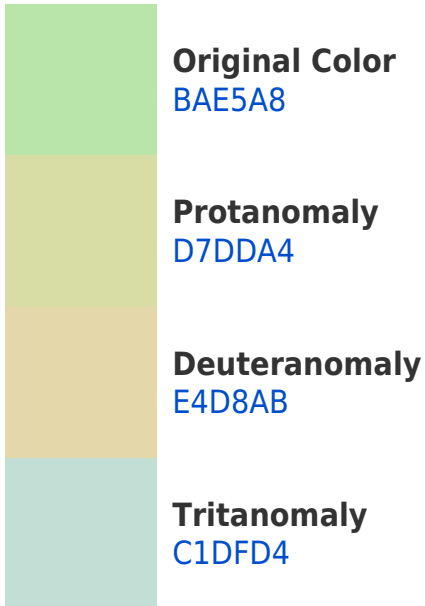 Original Color
BAE5A8
Protanomaly
D7DDA4
Deuteranomaly
E4D8AB
Tritanomaly
C1DFD4